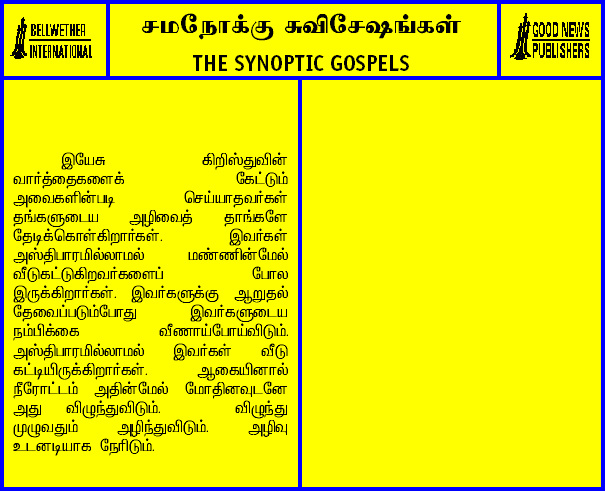 BELLWETHER
INTERNATIONAL
சமநோக்கு சுவிசேஷங்கள்
THE SYNOPTIC GOSPELS
GOOD NEWS
PUBLISHERS
இயேசு கிறிஸ்துவின்
வார்த்தைகளைக் கேட்டும்
அவைகளின்படி செய்யாதவர்கள்
தங்களுடைய அழிவைத் தாங்களே
தேடிக்கொள்கிறார்கள். இவர்கள்
அஸ்திபாரமில்லாமல் மண்ணின்மேல்
வீடுகட்டுகிறவர்களைப் போல
இருக்கிறார்கள். இவர்களுக்கு ஆறுதல்
தேவைப்படும்போது இவர்களுடைய
நம்பிக்கை வீணாய்போய்விடும்.
அஸ்திபாரமில்லாமல் இவர்கள் வீடு
கட்டியிருக்கிறார்கள். ஆகையினால்
நீரோட்டம் அதின்மேல் மோதினவுடனே
அது விழுந்துவிடும். விழுந்து
முழுவதும் அழிந்துவிடும். அழிவு
உடனடியாக நேரிடும்.